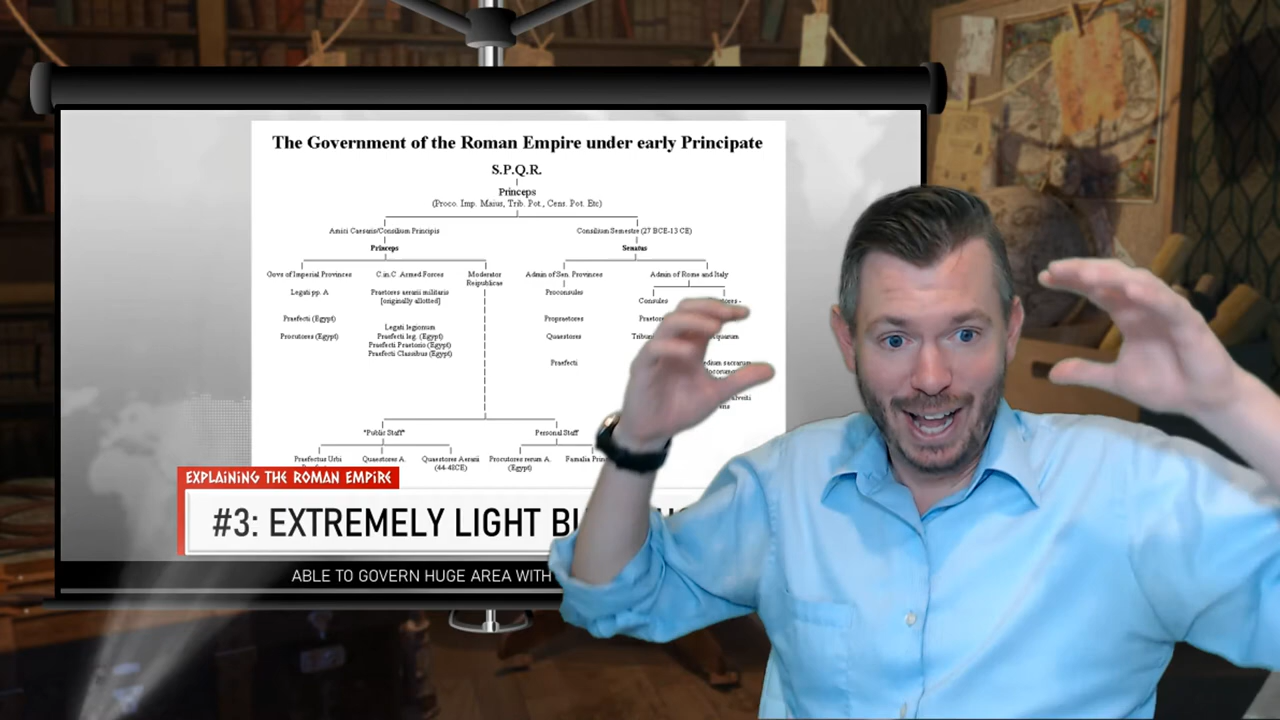 The Government of the Roman Empire under early Principate
S.P.Q.R.
Princeps
(Proco. Imp. Maius, Trib. Pot., Cens. Pot. Etc)
Amici Caesaris/Consilium Principis
Consilium Semestre (27 BCE-13 CE)
Princeps
Senatus
Govs of Imperial Provinces
C.in.C. Armed Forces
Moderator
Reipublicae
Admin of Sen. Provinces
Admin of Rome and Italy
Legati pp. A
Praefecti (Egypt)
Procutores (Egypt)
Praetores aerarii militaris
[originally allotted]
Legati legionum
Praefecti leg. (Egypt)
Praefecti Praetorio (Egypt)
Praefecti Classibus (Egypt)
Proconsules
Propraetores
Quaestores
Praefecti
Consules
"Public Staff"
Personal Staff
Praefectus Urbi
Quaestores A.
Quaestores Aerarii
(44-48CE)
Procutores rerum A.
(Egypt)
EXPLAINING THE ROMAN EMPIRE
#3: EXTREMELY LIGHT
ABLE TO GOVERN HUGE AREA WITH